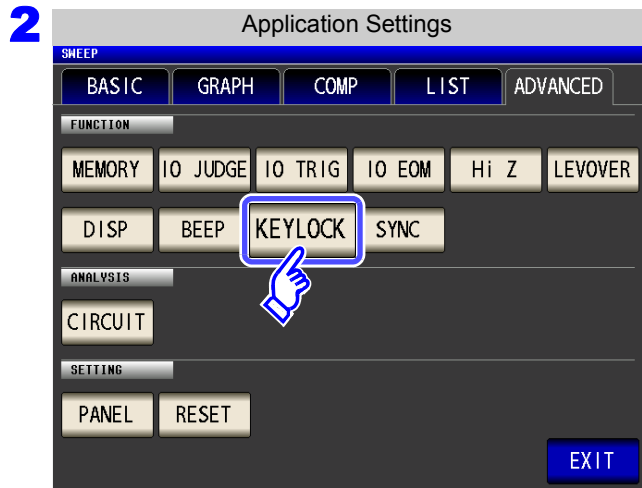 2
Application Settings
SWEEP
BASIC GRAPH COMP LIST ADVANCED
FUNCTION
MEMORY IO JUDGE IO TRIG IO EOM Hi Z LEVOVER
DISP BEEP KEYLOCK SYNC
ANALYSIS
CIRCUIT
SETTING
PANEL RESET
EXIT